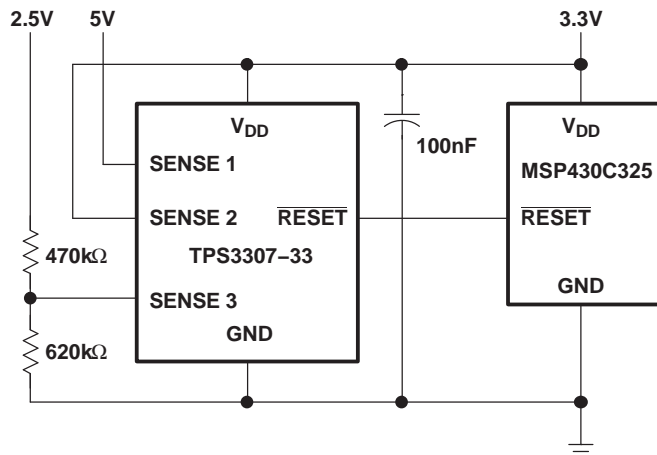 2.5V 5V 3.3V
VDD VDD
SENSE 1 100nF MSP430C325
SENSE 2 RESET RESET
470kΩ TPS3307–33
SENSE 3 GND
620kΩ GND